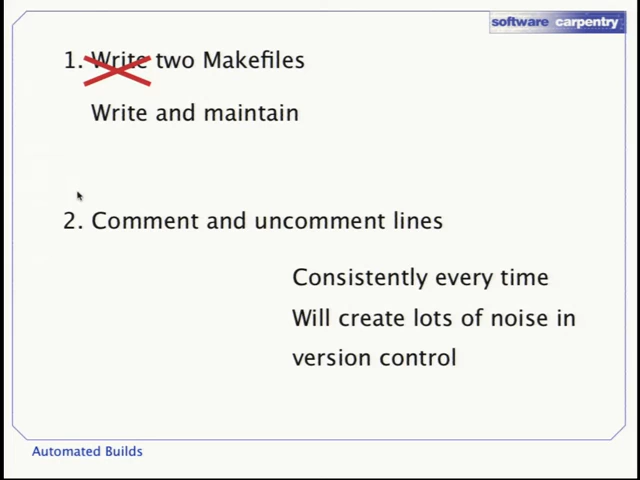 software carpentry
1. Write two Makefiles
Write and maintain
2. Comment and uncomment lines
Consistently every time
Will create lots of noise in
version control
Automated Builds